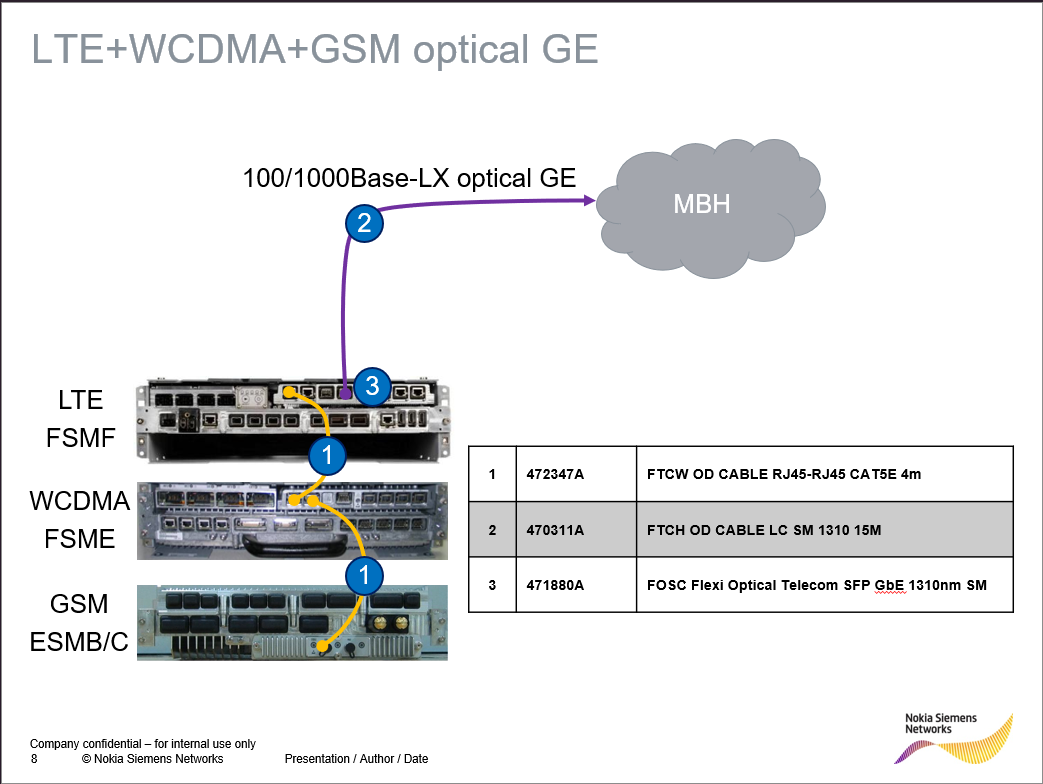 LTE+WCDMA+GSM optical GE
100/1000Base-LX optical GE
MBH
2
3
LTE
FSMF
1
WCDMA
FSME
1
GSM
ESMB/C
1 472347A FTCW OD CABLE RJ45-RJ45 CAT5E 4m
2 470311A FTCH OD CABLE LC SM 1310 15M
3 471880A FOSC Flexi Optical Telecom SFP GbE 1310nm SM
Company confidential – for internal use only
8 © Nokia Siemens Networks Presentation / Author / Date
Nokia Siemens
Networks